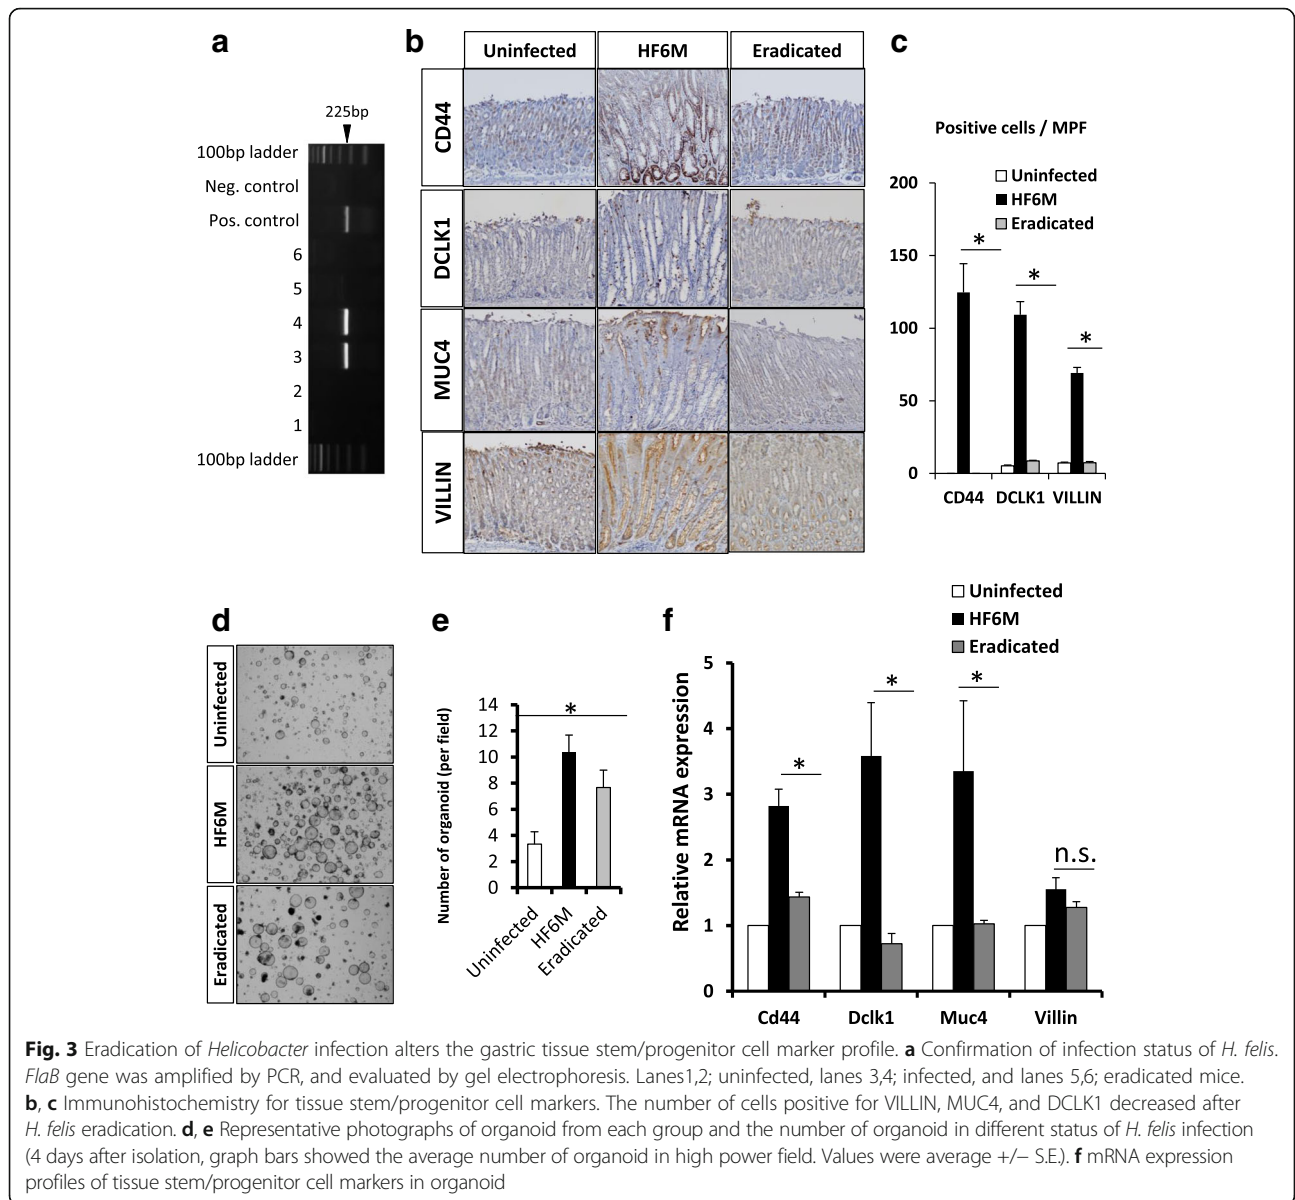 a
225bp
100bp ladder
Neg. control
Pos. control
6
5
4
3
2
1
100bp ladder
b
Uninfected HF6M Eradicated
CD44
DCLK1
MUC4
VILLIN
c
Positive cells / MPF
Uninfected
HF6M
Eradicated
200
150
100
50
0
*
*
*
CD44 DCLK1 VILLIN
d
Uninfected
HF6M
Eradicated
e
Number of organoid (per field)
14
12
10
8
6
4
2
0
*
Uninfected
HF6M
Eradicated
f
Uninfected
HF6M
Eradicated
Relative mRNA expression
5
4
3
2
1
0
*
*
*
n.s.
Cd44 Dclk1 Muc4 Villin
Fig. 3 Eradication of Helicobacter infection alters the gastric tissue stem/progenitor cell marker profile. a Confirmation of infection status of H. felis.
FlaB gene was amplified by PCR, and evaluated by gel electrophoresis. Lanes1,2; uninfected, lanes 3,4; infected, and lanes 5,6; eradicated mice.
b, c Immunohistochemistry for tissue stem/progenitor cell markers. The number of cells positive for VILLIN, MUC4, and DCLK1 decreased after
H. felis eradication. d, e Representative photographs of organoid from each group and the number of organoid in different status of H. felis infection
(4 days after isolation, graph bars showed the average number of organoid in high power field. Values were average +/− S.E.). f mRNA expression
profiles of tissue stem/progenitor cell markers in organoid